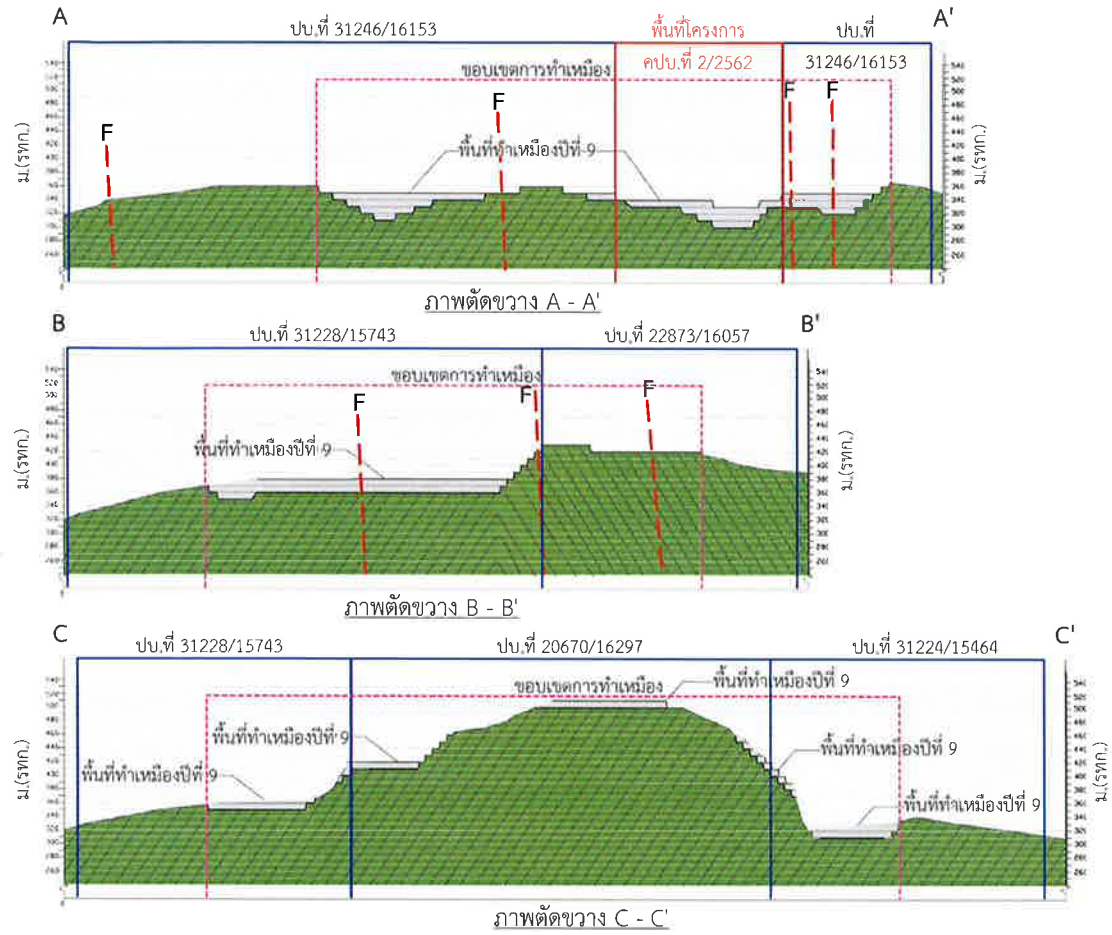 A
A'
ปบ.ที่ 31246/16153
พื้นที่โครงการ
คปบ.ที่ 2/2562
ปบ.ที่
31246/16153
ขอบเขตการทำเหมือง
F
F
F
F
พื้นที่ทำเหมืองปีที่ 9
ม.(รทก.)
ม.(รทก.)
ภาพตัดขวาง A - A'
B
B'
ปบ.ที่ 31228/15743
ปบ.ที่ 22873/16057
ขอบเขตการทำเหมือง
F
F
F
พื้นที่ทำเหมืองปีที่ 9
ม.(รทก.)
ม.(รทก.)
ภาพตัดขวาง B - B'
C
C'
ปบ.ที่ 31228/15743
ปบ.ที่ 20670/16297
ปบ.ที่ 31224/15464
ขอบเขตการทำเหมือง
พื้นที่ทำเหมืองปีที่ 9
พื้นที่ทำเหมืองปีที่ 9
พื้นที่ทำเหมืองปีที่ 9
พื้นที่ทำเหมืองปีที่ 9
พื้นที่ทำเหมืองปีที่ 9
ม.(รทก.)
ม.(รทก.)
ภาพตัดขวาง C - C'